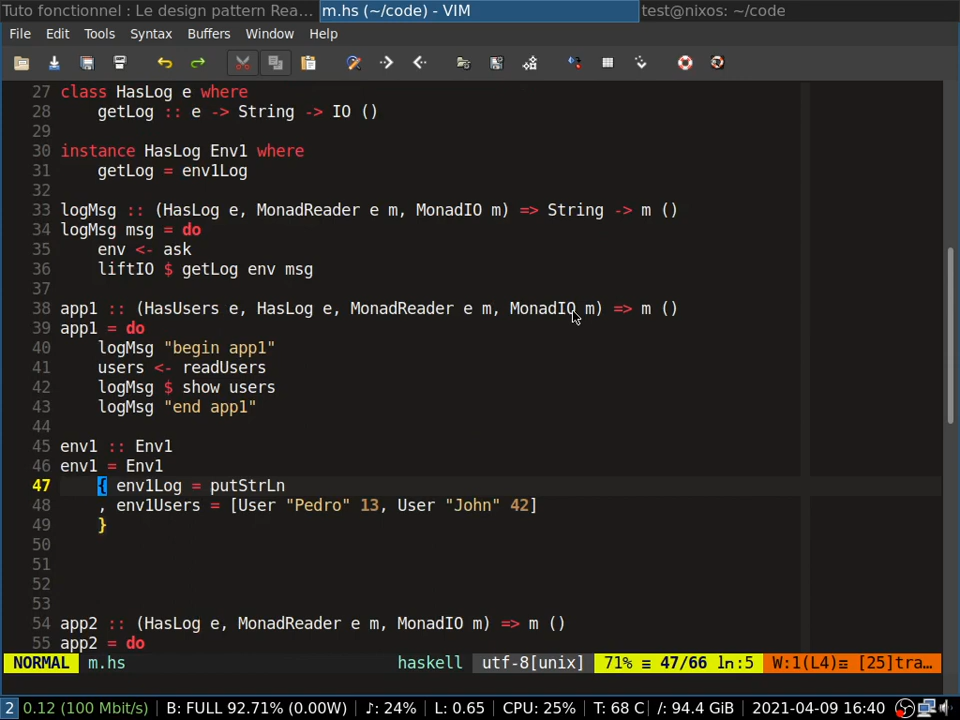 Tuto fonctionnel : Le design pattern Rea... m.hs (~/code) - VIM test@nixos: ~/code
File Edit Tools Syntax Buffers Window Help
27 class HasLog e where
28     getLog :: e -> String -> IO ()
29
30 instance HasLog Env1 where
31     getLog = env1Log
32
33 logMsg :: (HasLog e, MonadReader e m, MonadIO m) => String -> m ()
34 logMsg msg = do
35     env <- ask
36     liftIO $ getLog env msg
37
38 app1 :: (HasUsers e, HasLog e, MonadReader e m, MonadIO m) => m ()
39 app1 = do
40     logMsg "begin app1"
41     users <- readUsers
42     logMsg $ show users
43     logMsg "end app1"
44
45 env1 :: Env1
46 env1 = Env1
47     { env1Log = putStrLn
48     , env1Users = [User "Pedro" 13, User "John" 42]
49     }
50
51
52
53
54 app2 :: (HasLog e, MonadReader e m, MonadIO m) => m ()
55 app2 = do
NORMAL m.hs haskell utf-8[unix] 71% ≡ 47/66 ㏑:5 W:1(L4)≡ [25]tra…
2 0.12 (100 Mbit/s) B: FULL 92.71% (0.00W) ♪: 24% L: 0.65 CPU: 25% T: 68 C /: 94.4 GiB 2021-04-09 16:40